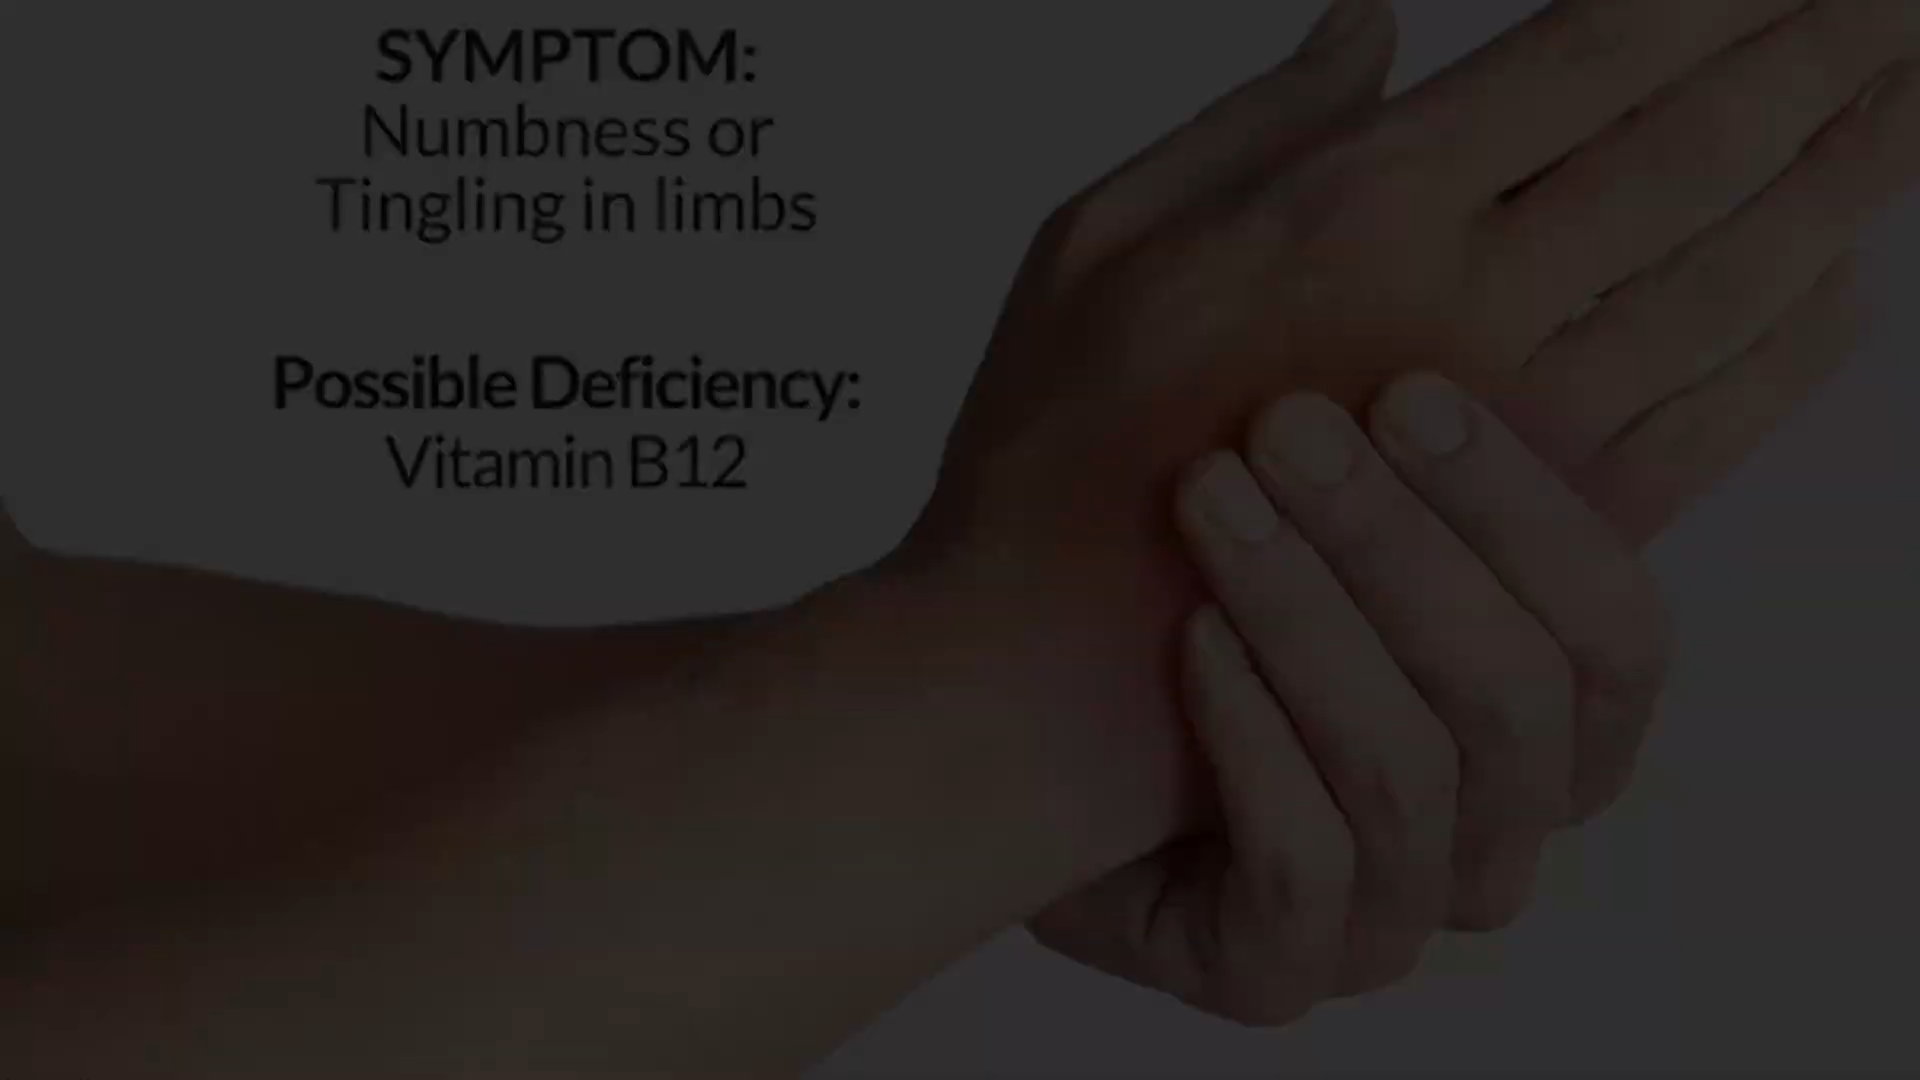 SYMPTOM:
Numbness or
Tingling in limbs
Possible Deficiency:
Vitamin B12